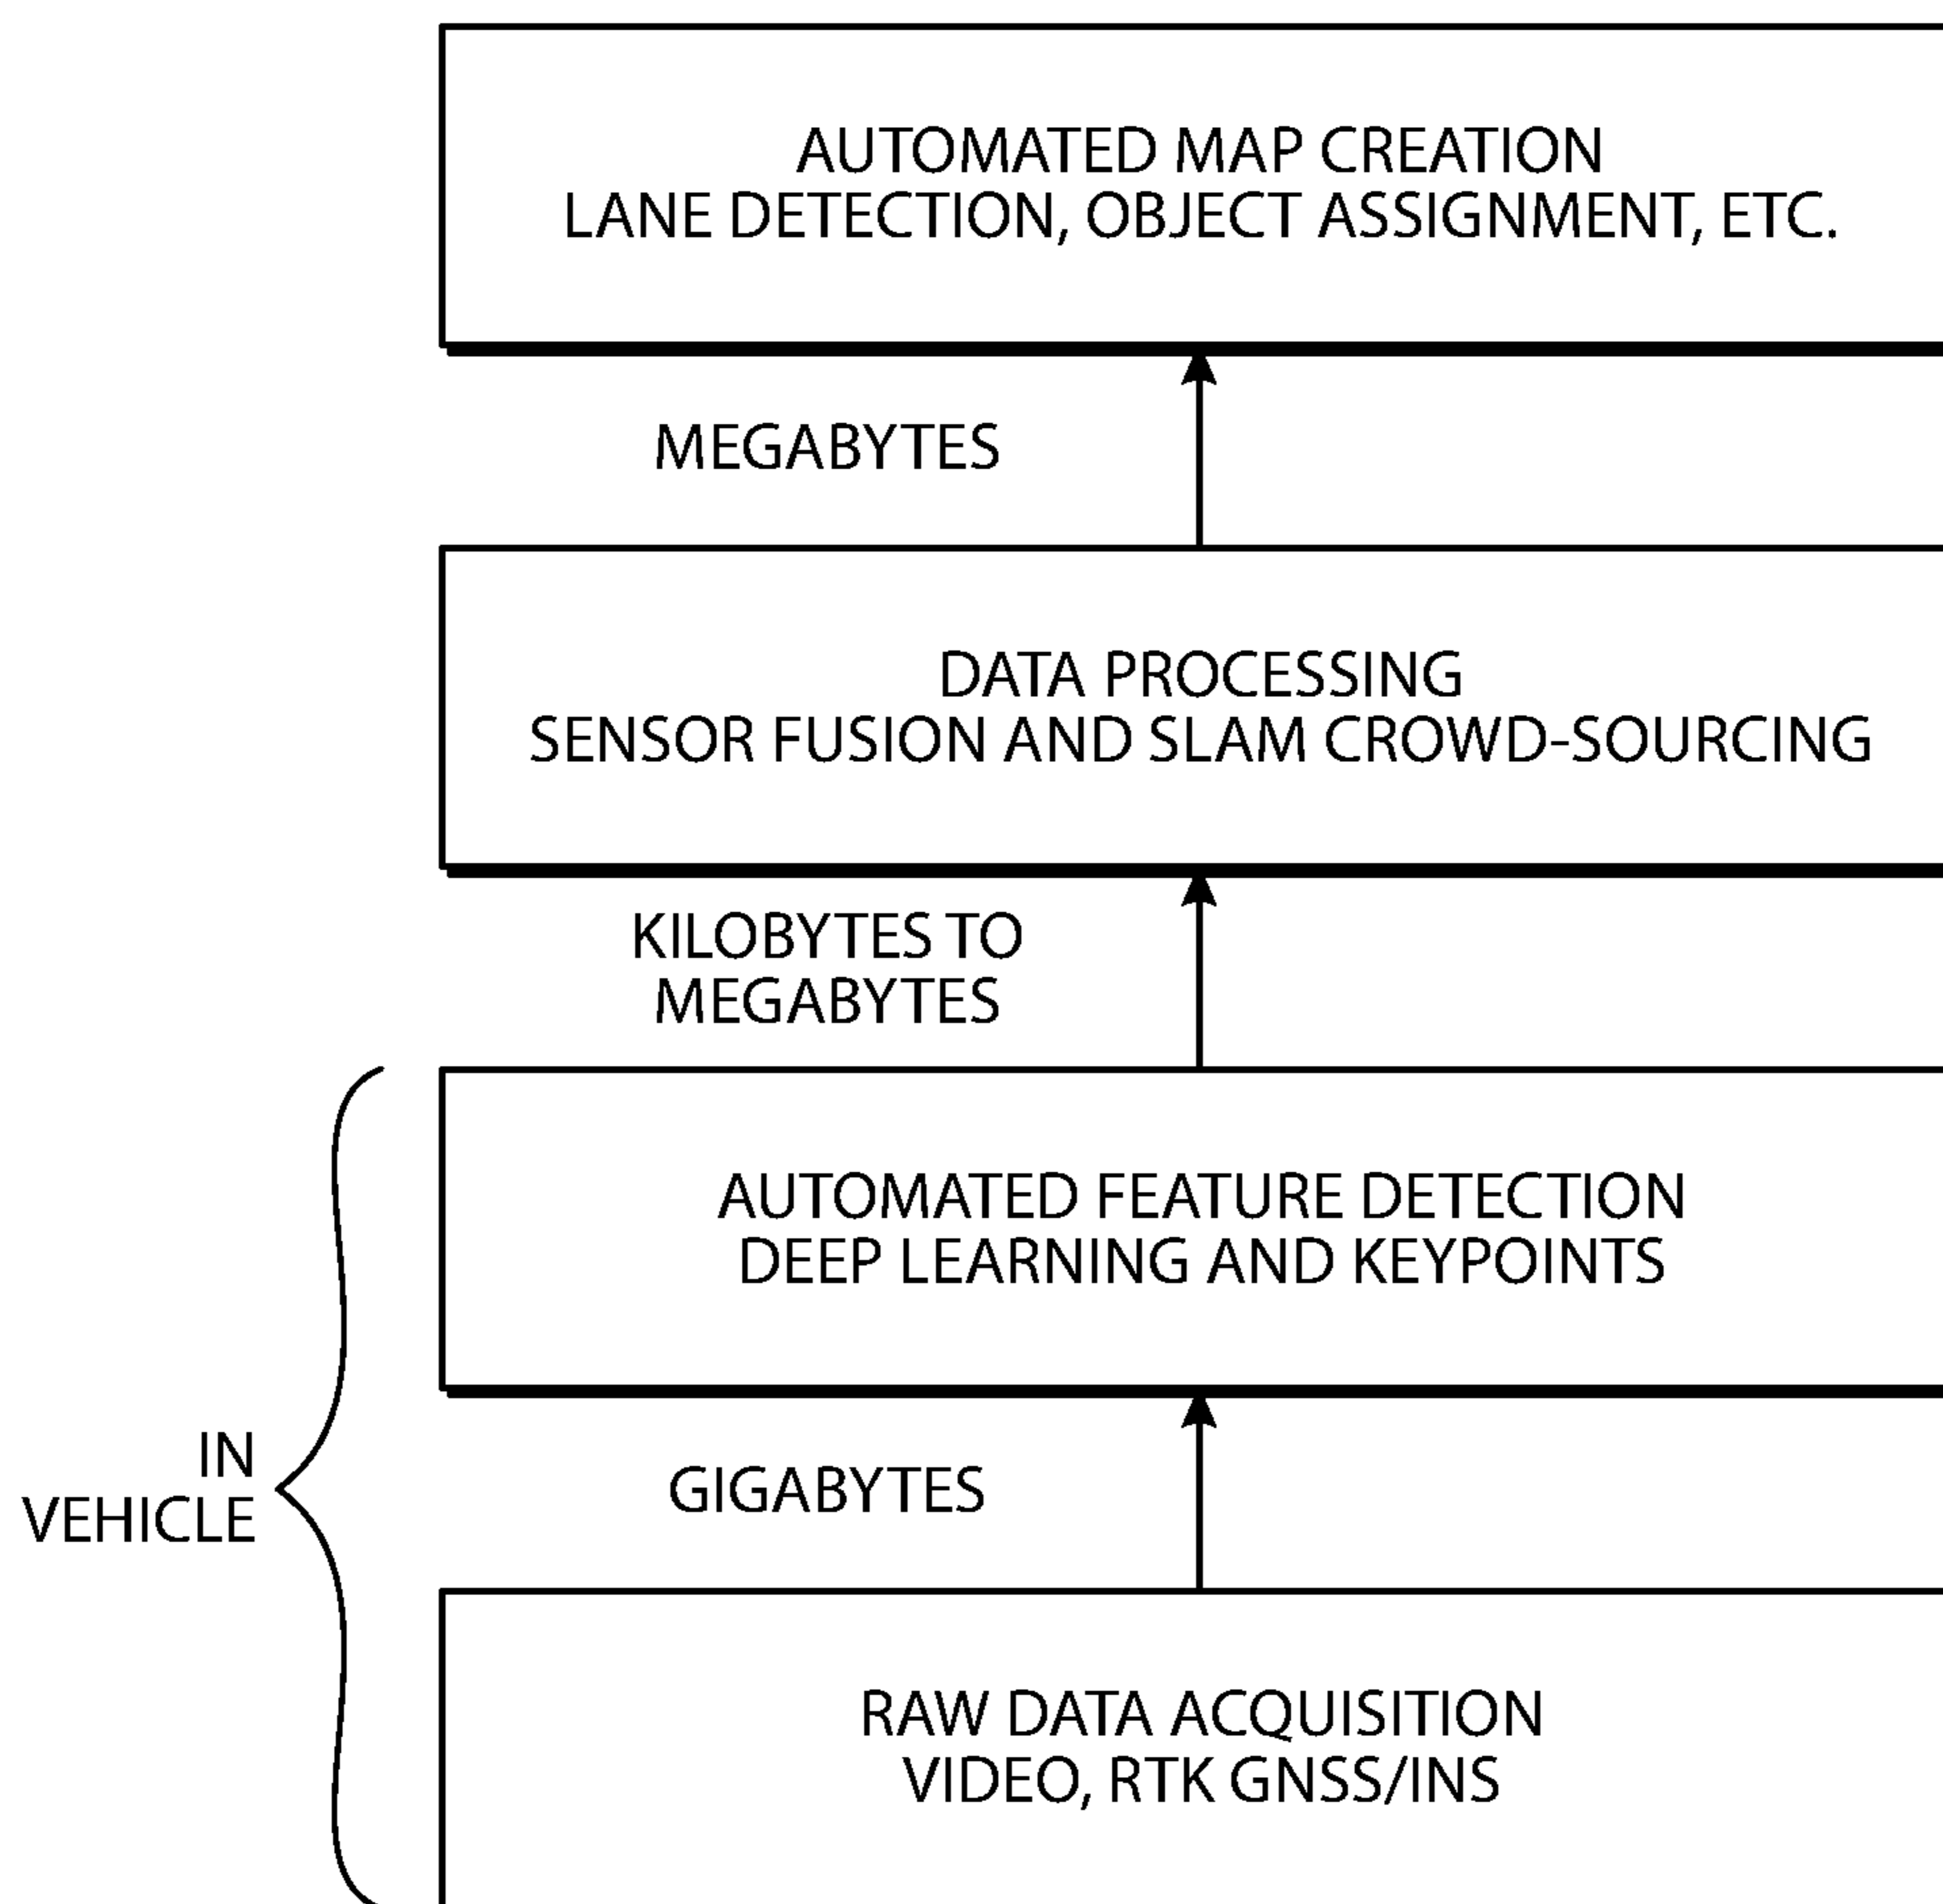 AUTOMATED MAP CREATION
LANE DETECTION, OBJECT ASSIGNMENT, ETC.
MEGABYTES
DATA PROCESSING
SENSOR FUSION AND SLAM CROWD-SOURCING
KILOBYTES TO
MEGABYTES
AUTOMATED FEATURE DETECTION
DEEP LEARNING AND KEYPOINTS
IN
VEHICLE
GIGABYTES
RAW DATA ACQUISITION
VIDEO, RTK GNSS/INS